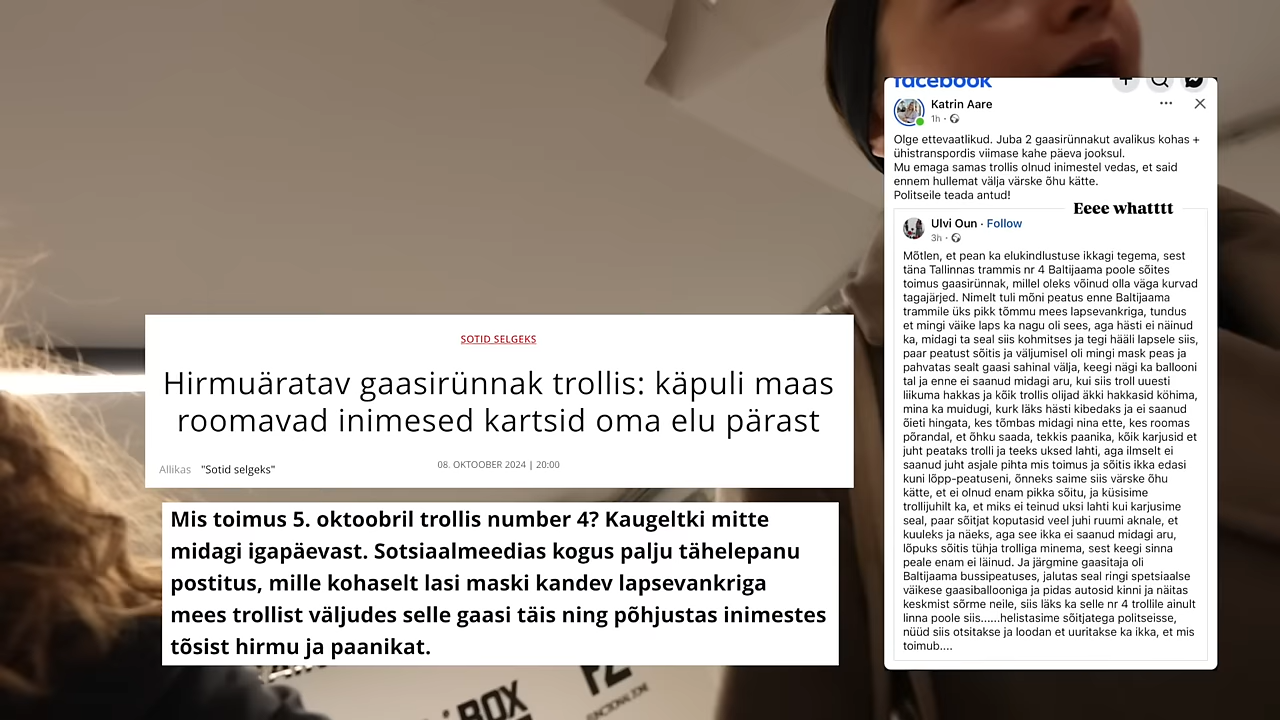 SOTID SELGEKS
Hirmuäratav gaasirünnak trollis: käpuli maas
roomavad inimesed kartsid oma elu pärast
Allikas "Sotid selgeks"
08. OKTOOBER 2024 | 20:00
Mis toimus 5. oktoobril trollis number 4? Kaugeltki mitte
midagi igapäevast. Sotsiaalmeedias kogus palju tähelepanu
postitus, mille kohaselt lasi maski kandev lapsevankriga
mees trollist väljudes selle gaasi täis ning põhjustas inimestes
tõsist hirmu ja paanikat.
facebook
Katrin Aare
1h
Olge ettevaatlikud. Juba 2 gaasirünnakut avalikus kohas +
ühistranspordis viimase kahe päeva jooksul.
Mu emaga samas trollis olnud inimestel vedas, et said
ennem hullemat välja värske õhu kätte.
Politseile teada antud!
Eeee whatttt
Ulvi Oun · Follow
3h
Mõtlen, et pean ka elukindlustuse ikkagi tegema, sest
täna Tallinnas trammis nr 4 Baltijaama poole sõites
toimus gaasirünnak, millel oleks võinud olla väga kurvad
tagajärjed. Nimelt tuli mõni peatus enne Baltijaama
trammile üks pikk tõmmu mees lapsevankriga, tundus
et mingi väike laps ka nagu oli sees, aga hästi ei näinud
ka, midagi ta seal siis kohmitses ja tegi hääli lapsele siis,
paar peatust sõitis ja väljumisel oli mingi mask peas ja
pahvatas sealt gaasi sahinal välja, keegi nägi ka ballooni
tal ja enne ei saanud midagi aru, kui siis troll uuesti
liikuma hakkas ja kõik trollis olijad äkki hakkasid köhima,
mina ka muidugi, kurk läks hästi kibedaks ja ei saanud
õieti hingata, kes tõmbas midagi nina ette, kes roomas
põrandal, et õhku saada, tekkis paanika, kõik karjusid et
juht peataks trolli ja teeks uksed lahti, aga ilmselt ei
saanud juht asjale pihta mis toimus ja sõitis ikka edasi
kuni lõpp-peatuseni, õnneks saime siis värske õhu
kätte, et ei olnud enam pikka sõitu, ja küsisime
trollijuhilt ka, et miks ei teinud uksi lahti kui karjusime
seal, paar sõitjat koputasid veel juhi ruumi aknale, et
kuuleks ja näeks, aga see ikka ei saanud midagi aru,
lõpuks sõitis tühja trolliga minema, sest keegi sinna
peale enam ei läinud. Ja järgmine gaasitaja oli
Baltijaama bussipeatuses, jalutas seal ringi spetsiaalse
väikese gaasiballooniga ja pidas autosid kinni ja näitas
keskmist sõrme neile, siis läks ka selle nr 4 trollile ainult
linna poole siis......helistasime sõitjatega politseisse,
nüüd siis otsitakse ja loodan et uuritakse ka ikka, et mis
toimub....
BOX
FUNCTIONAL ZONE